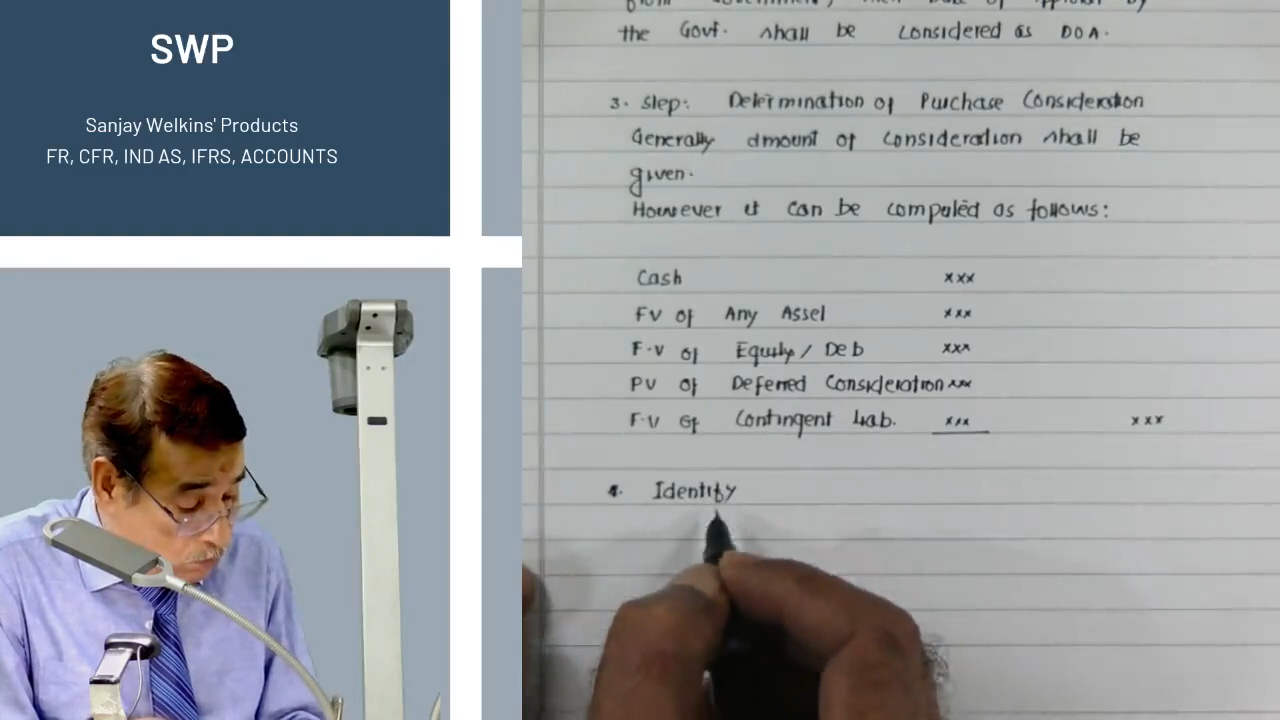 SWP
Sanjay Welkins' Products
FR, CFR, IND AS, IFRS, ACCOUNTS
by
the Govt. shall be considered as DOA.
3. Step: Determination of Purchase Consideration
Generally amount of consideration shall be
given.
However it can be computed as follows:
Cash xxx
FV of Any Asset xxx
F.V of Equity/ Deb xxx
PV of Deferred Consideration xxx
F.V of Contingent Liab. xxx xxx
4. Identify